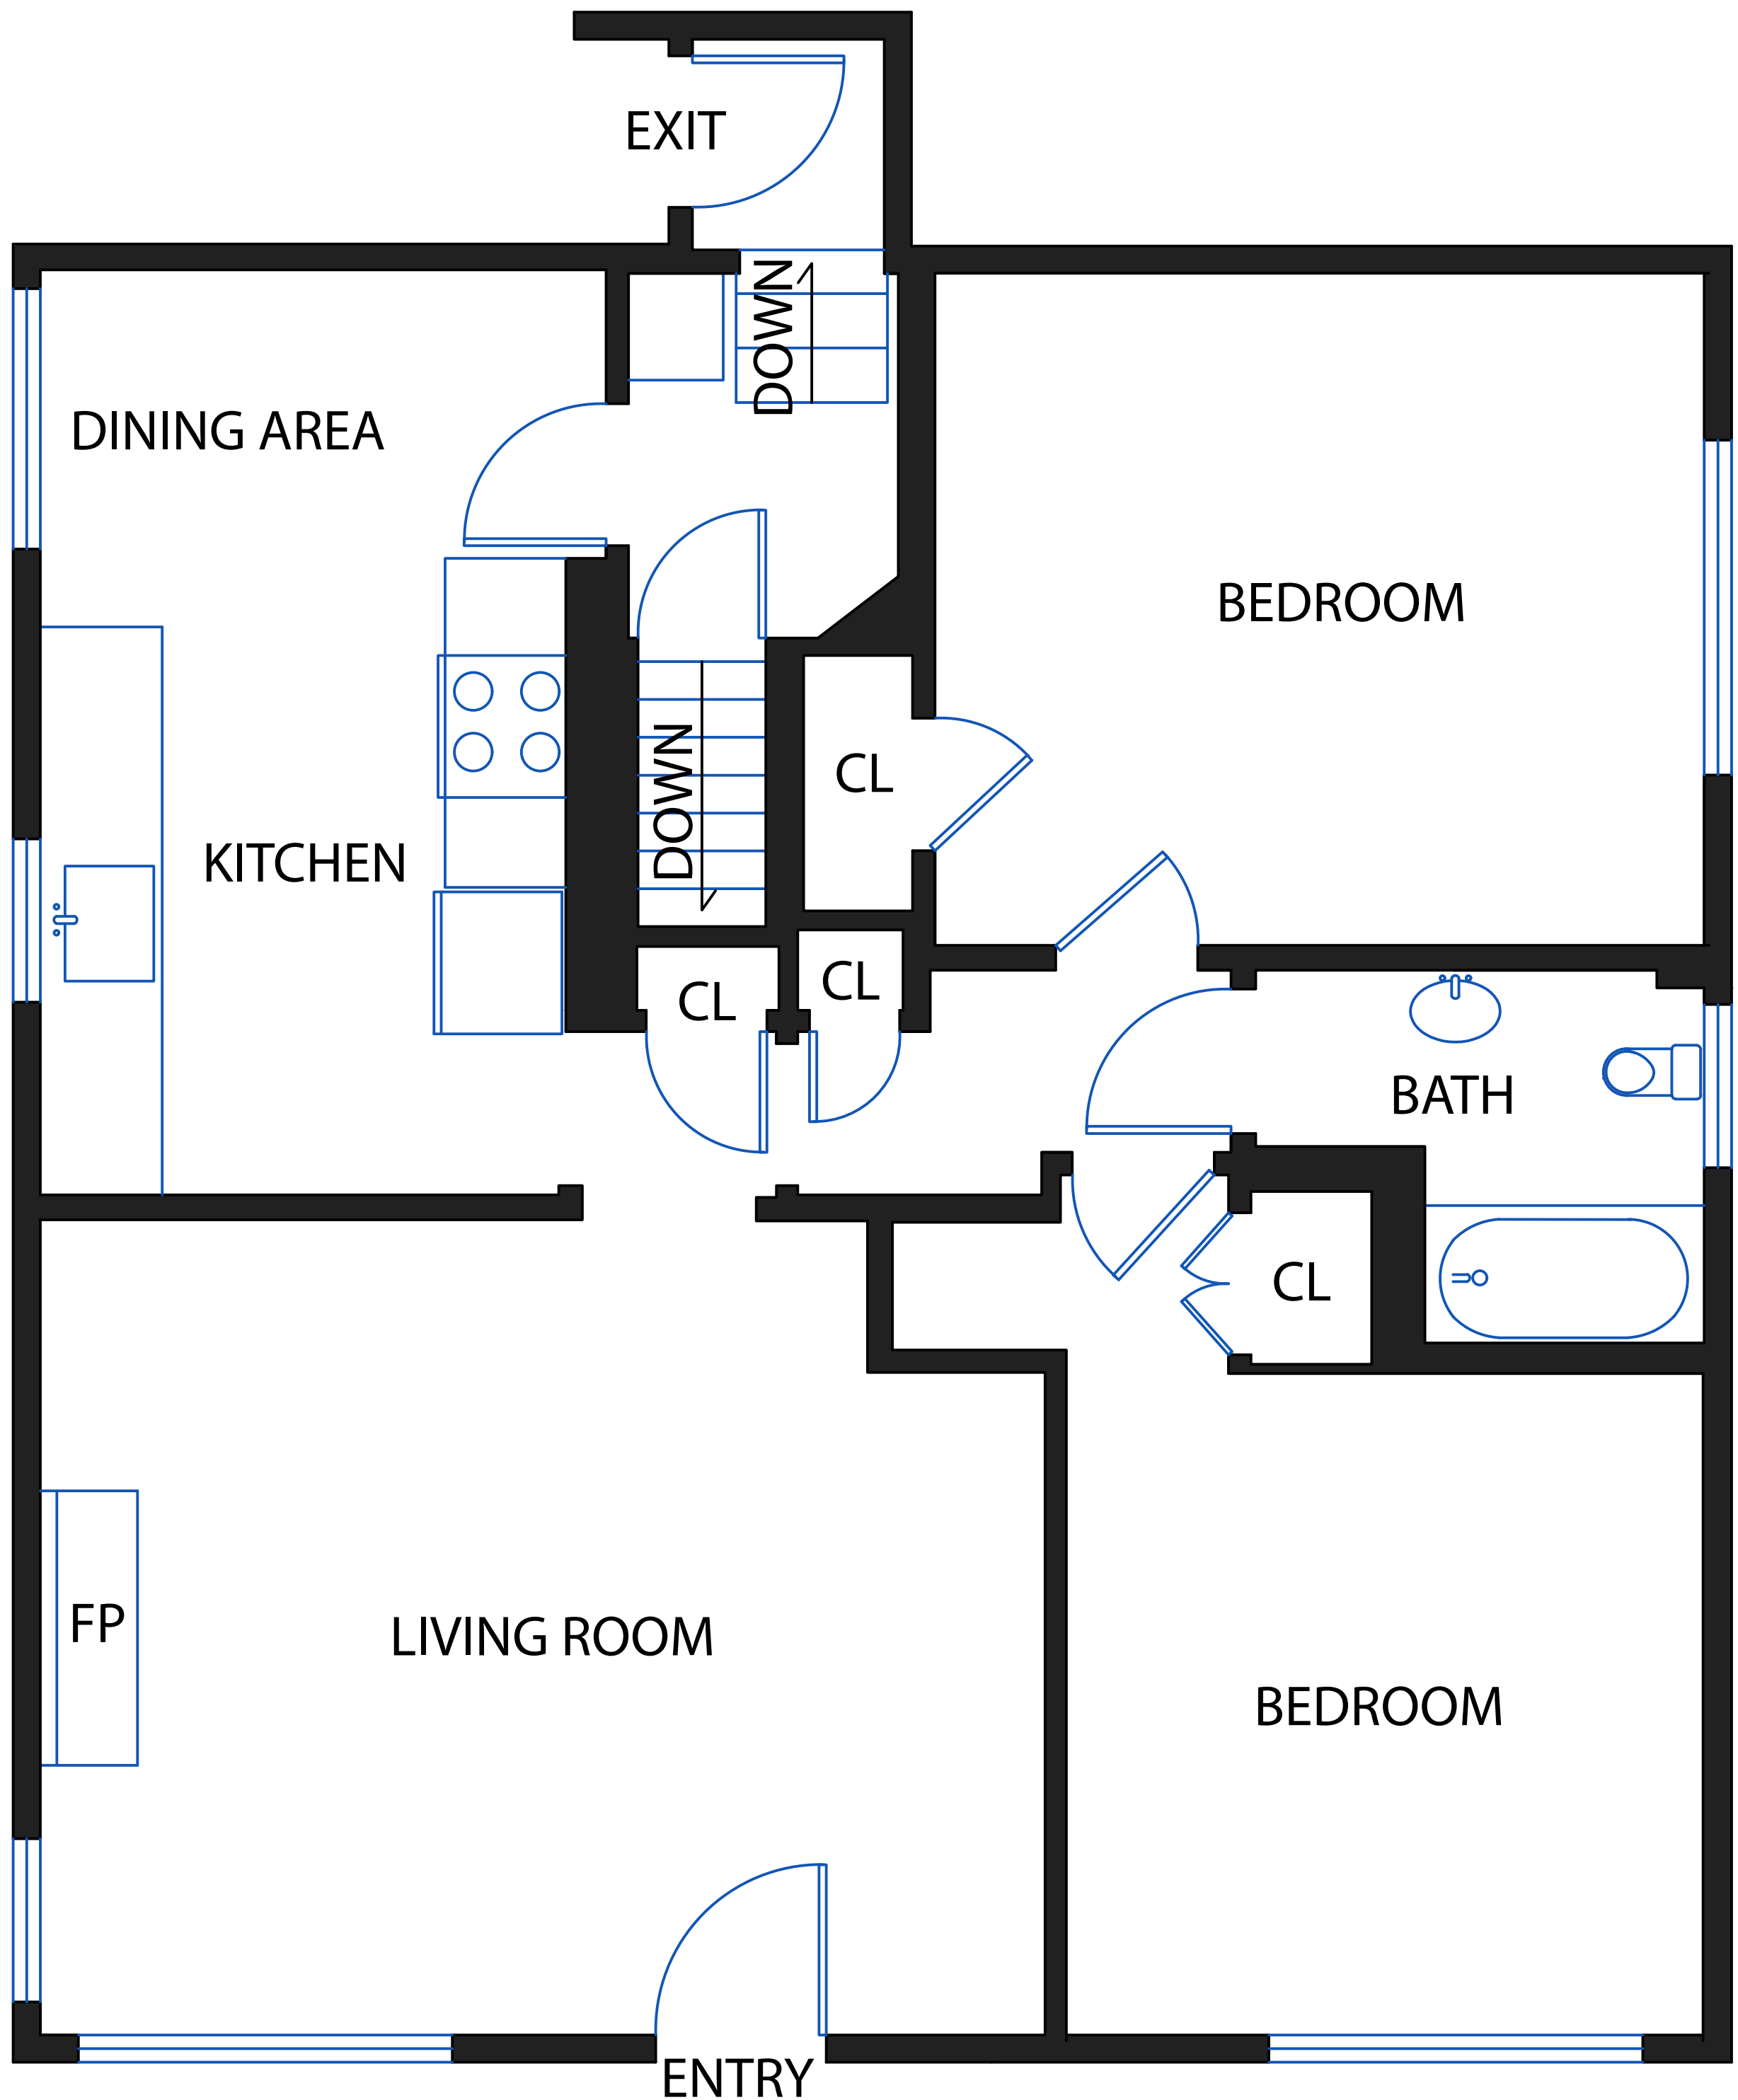 EXIT
DOWN
DINING AREA
BEDROOM
DOWN
CL
KITCHEN
CL
CL
BATH
CL
FP
LIVING ROOM
BEDROOM
ENTRY